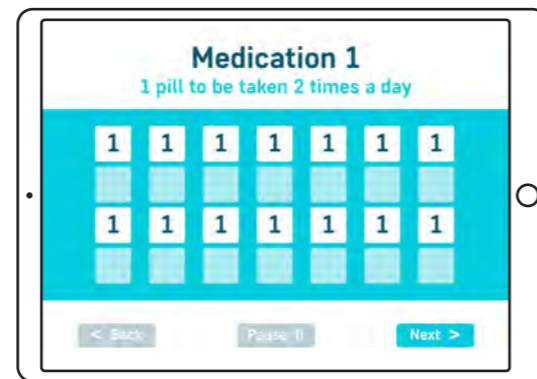 Medication 1
1 pill to be taken 2 times a day
1 1 1 1 1 1 1
1 1 1 1 1 1 1
< Back Pause II Next >